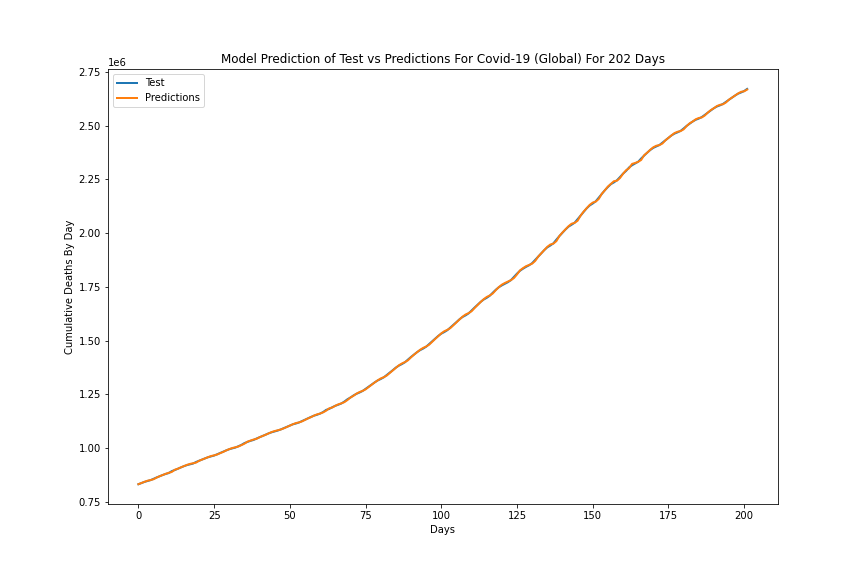 Model Prediction of Test vs Predictions For Covid-19 (Global) For 202 Days
1e6
Test
Predictions
2.75
2.50
2.25
2.00
1.75
1.50
1.25
1.00
0.75
Cumulative Deaths By Day
0 25 50 75 100 125 150 175 200
Days